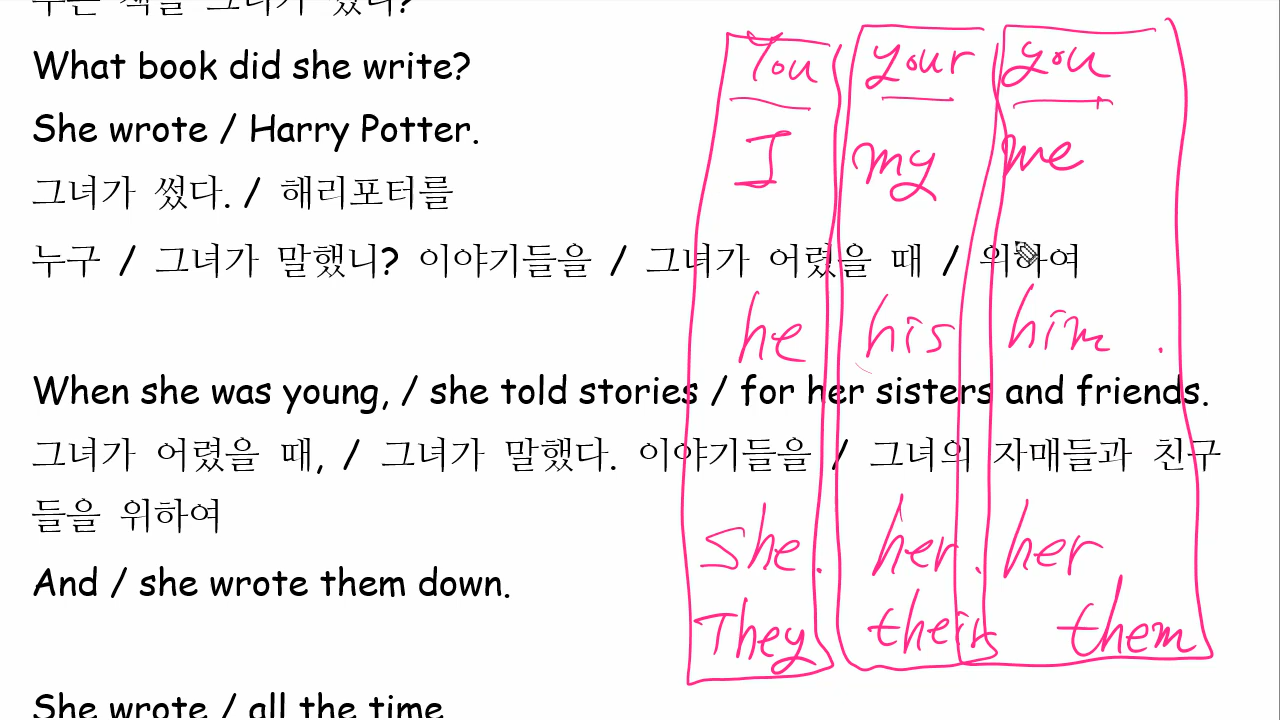 What book did she write?
She wrote / Harry Potter.
그녀가 썼다. / 해리포터를
누구 / 그녀가 말했니? 이야기들을 / 그녀가 어렸을 때 / 위하여
When she was young, / she told stories / for her sisters and friends.
그녀가 어렸을 때, / 그녀가 말했다. 이야기들을 / 그녀의 자매들과 친구
들을 위하여
And / she wrote them down.
She wrote / all the time
You your you
I my me
he his him .
She . her . her
They their them